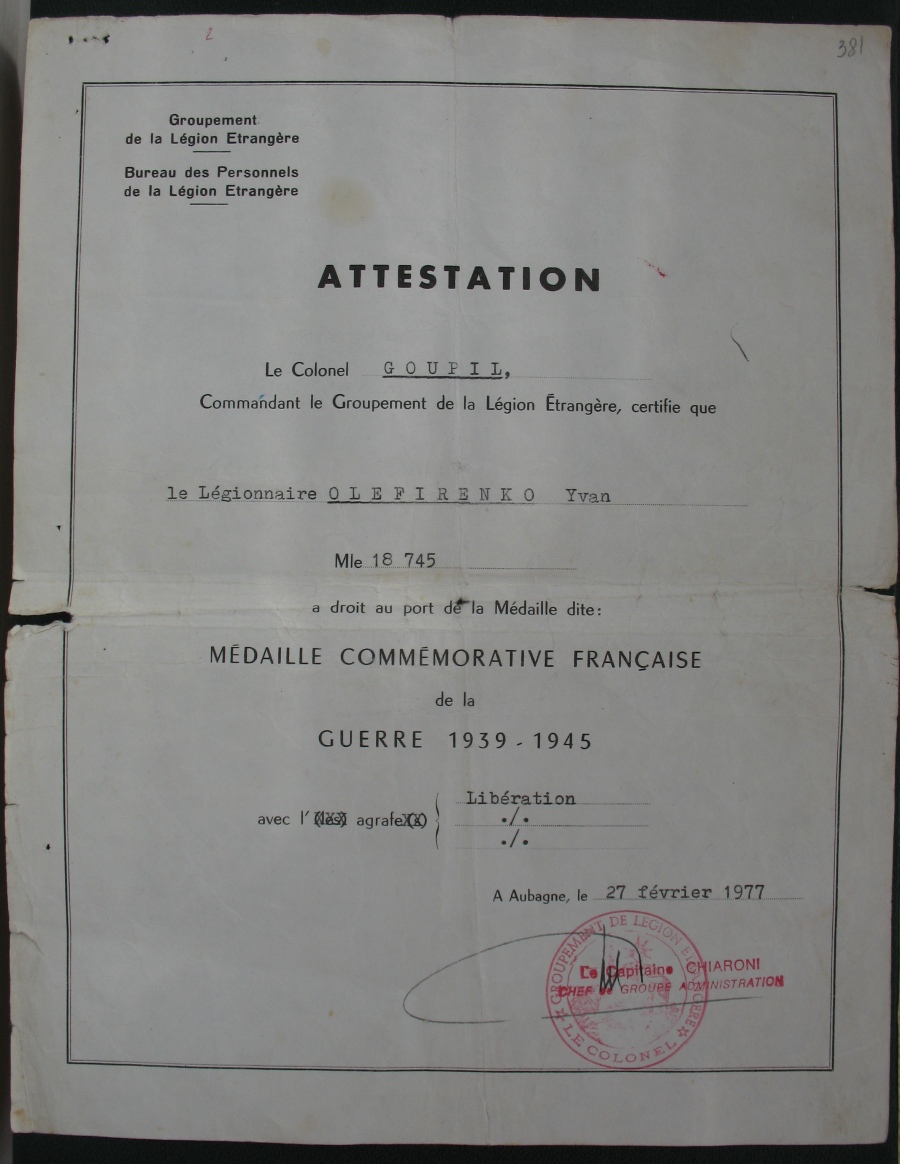 2
381
Groupement
de la Légion Etrangère
Bureau des Personnels
de la Légion Etrangère
ATTESTATION
Le Colonel GOUPIL,
Commandant le Groupement de la Légion Étrangère, certifie que
le Légionnaire OLEFIRENKO Yvan
Mle 18 745
a droit au port de la Médaille dite:
MÉDAILLE COMMÉMORATIVE FRANÇAISE
de la
GUERRE 1939-1945
avec l' (les) agrafe(s)
Libération
./.
./.
A Aubagne, le 27 février 1977
GROUPEMENT DE LEGION ETRANGERE
Le Capitaine CHIARONI
CHEF de GROUPE ADMINISTRATION
LE COLONEL